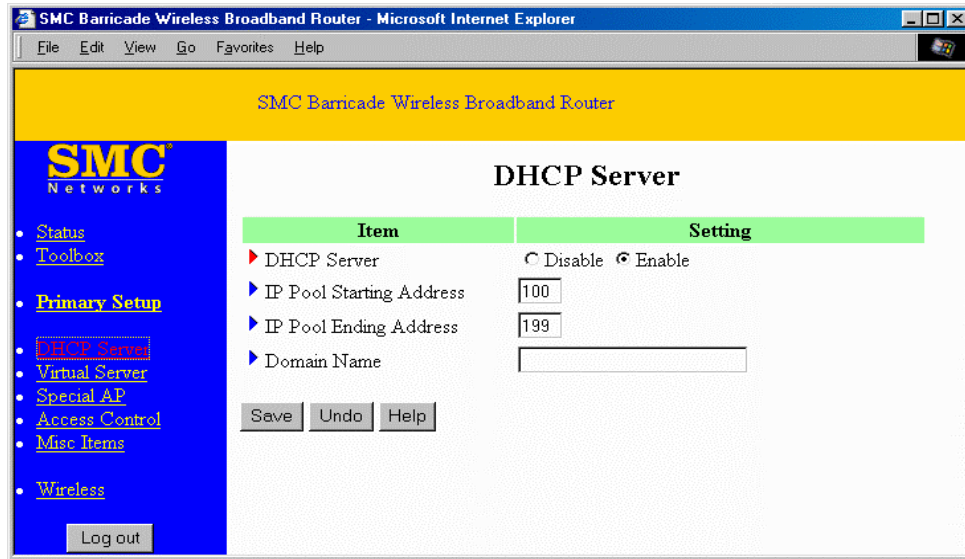 SMC Barricade Wireless Broadband Router - Microsoft Internet Explorer
File Edit View Go Favorites Help
SMC Barricade Wireless Broadband Router
SMC®
Networks
Status
Toolbox
Primary Setup
DHCP Server
Virtual Server
Special AP
Access Control
Misc Items
Wireless
Log out
DHCP Server
Item Setting
DHCP Server Disable Enable
IP Pool Starting Address 100
IP Pool Ending Address 199
Domain Name
Save Undo Help